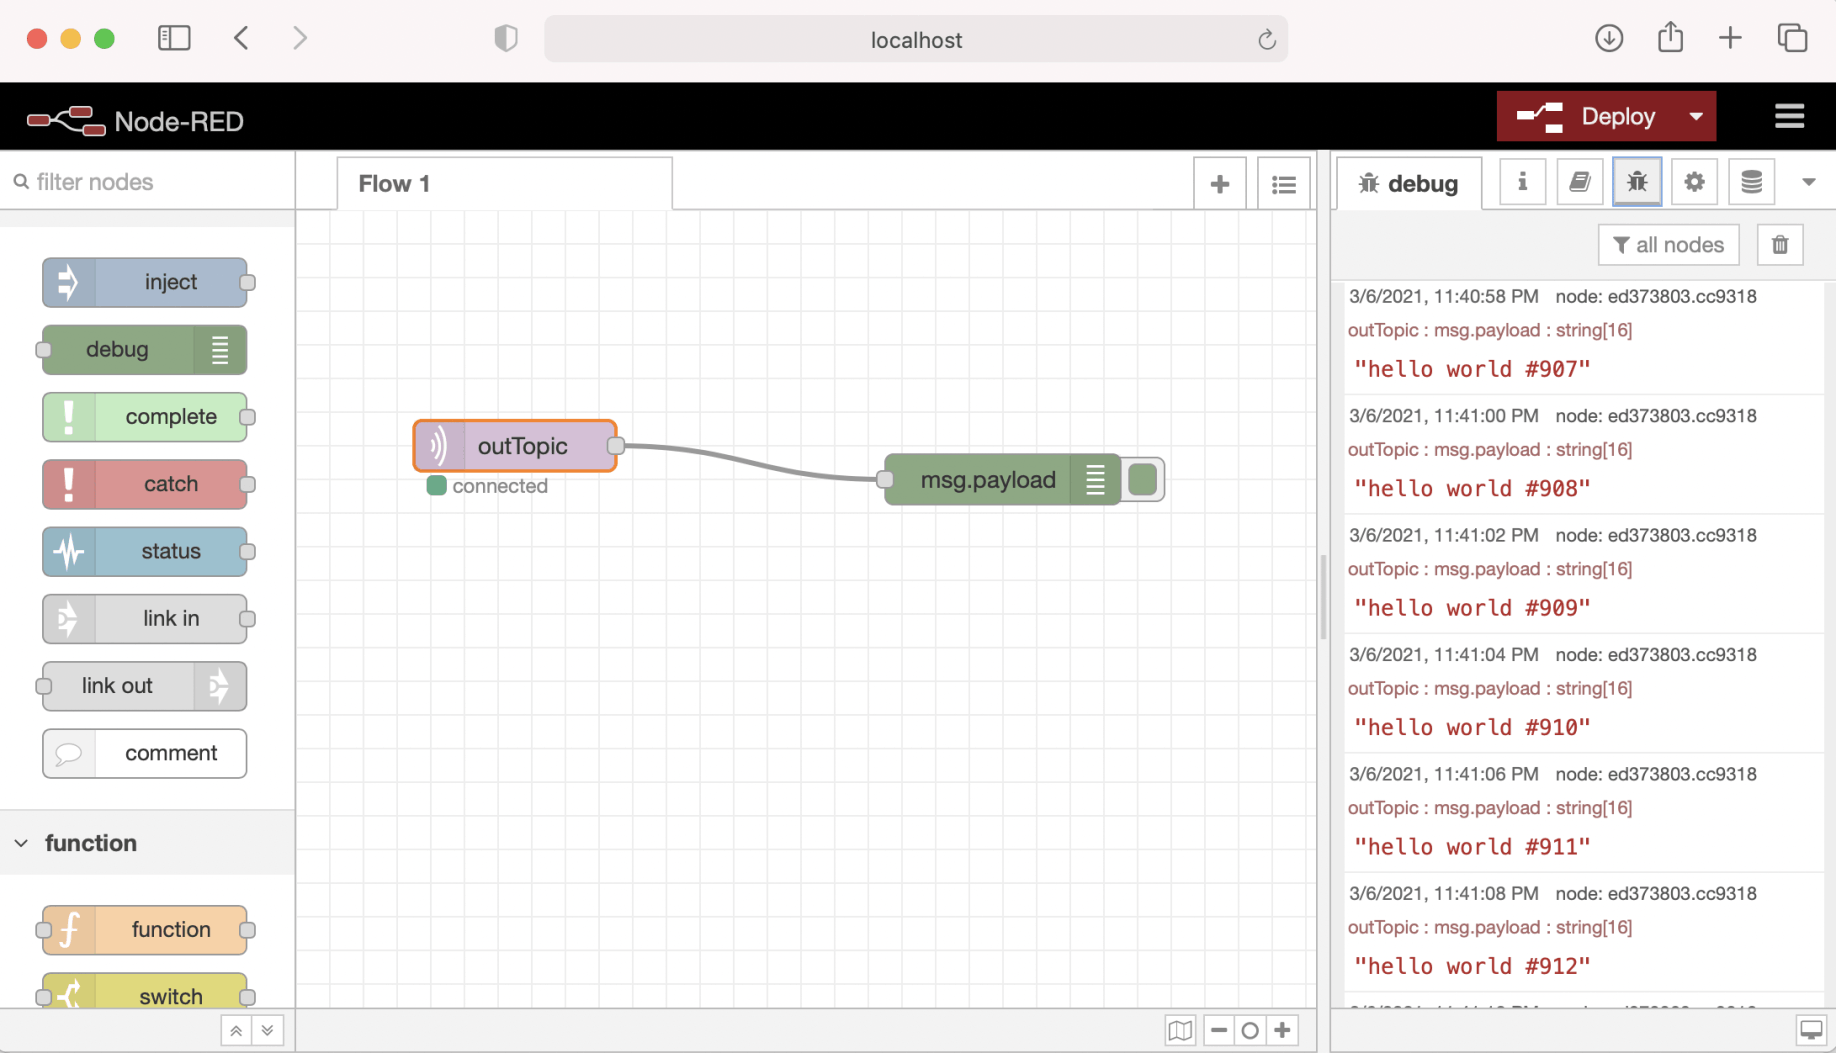 localhost
Node-RED
Deploy
filter nodes
Flow 1
debug
all nodes
inject
debug
complete
catch
status
link in
link out
comment
function
function
switch
outTopic
connected
msg.payload
3/6/2021, 11:40:58 PM node: ed373803.cc9318
outTopic : msg.payload : string[16]
"hello world #907"
3/6/2021, 11:41:00 PM node: ed373803.cc9318
outTopic : msg.payload : string[16]
"hello world #908"
3/6/2021, 11:41:02 PM node: ed373803.cc9318
outTopic : msg.payload : string[16]
"hello world #909"
3/6/2021, 11:41:04 PM node: ed373803.cc9318
outTopic : msg.payload : string[16]
"hello world #910"
3/6/2021, 11:41:06 PM node: ed373803.cc9318
outTopic : msg.payload : string[16]
"hello world #911"
3/6/2021, 11:41:08 PM node: ed373803.cc9318
outTopic : msg.payload : string[16]
"hello world #912"